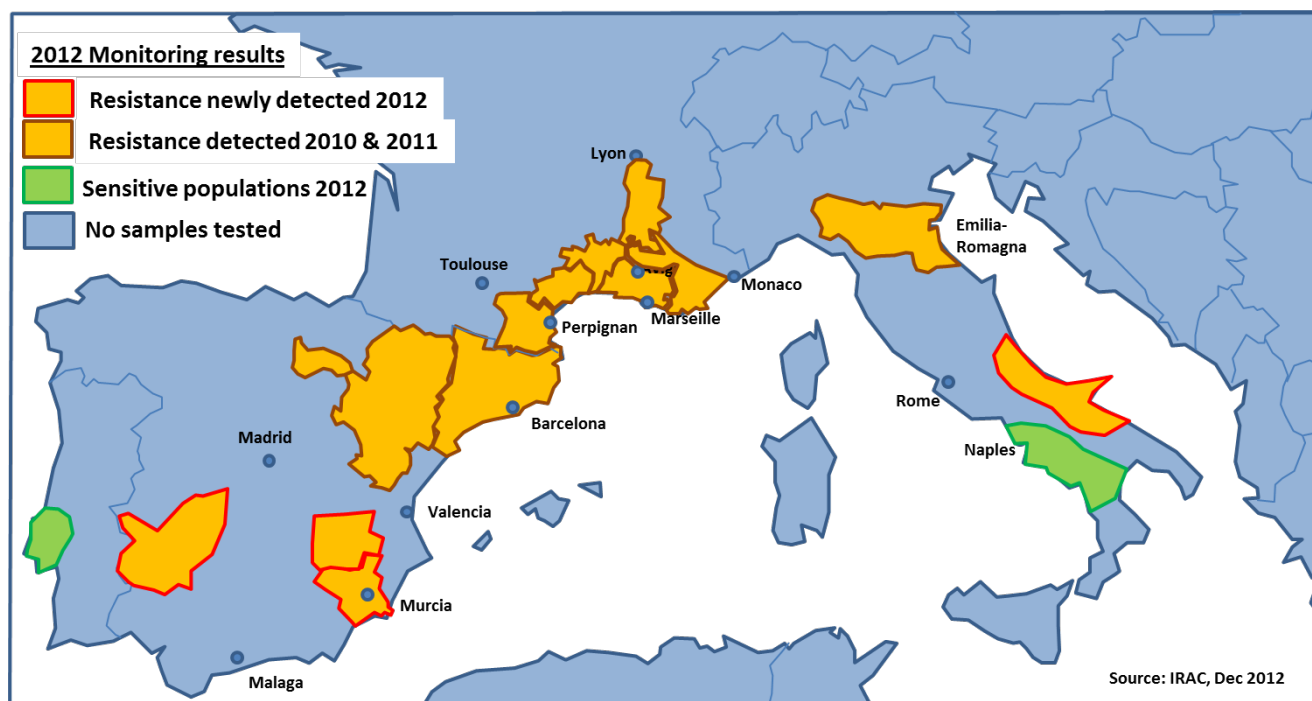 2012 Monitoring results
Resistance newly detected 2012
Resistance detected 2010 & 2011
Sensitive populations 2012
No samples tested
Lyon
Emilia-
Romagna
Toulouse
Monaco
Marseille
Perpignan
Rome
Barcelona
Madrid
Naples
Valencia
Murcia
Malaga
Source: IRAC, Dec 2012